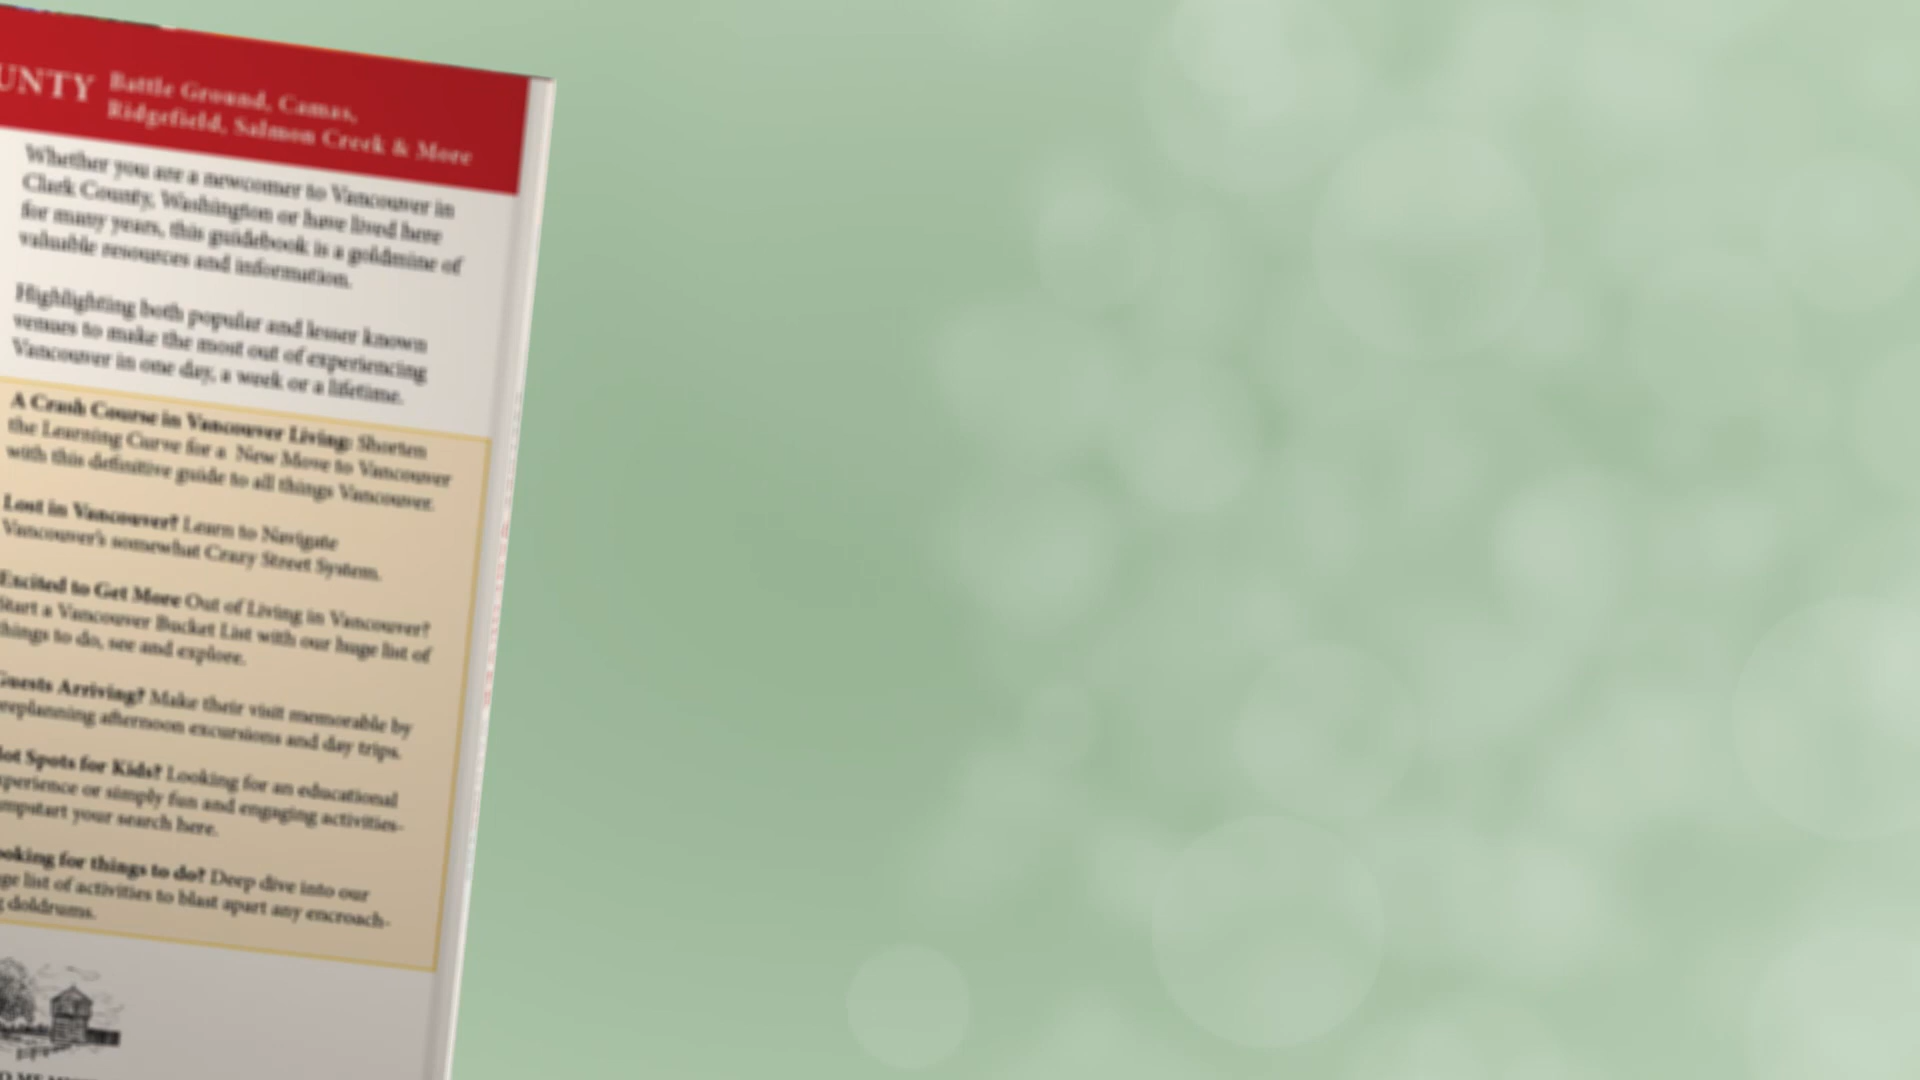 UNTY
Battle Ground, Camas,
Ridgefield, Salmon Creek & More
Whether you are a newcomer to Vancouver in
Clark County, Washington or have lived here
for many years, this guidebook is a goldmine of
valuable resources and information.
Highlighting both popular and lesser known
venues to make the most out of experiencing
Vancouver in one day, a week or a lifetime.
A Crash Course in Vancouver Living: Shorten
the Learning Curve for a New Move to Vancouver
with this definitive guide to all things Vancouver.
Lost in Vancouver? Learn to Navigate
Vancouver's somewhat Crazy Street System.
Excited to Get More Out of Living in Vancouver?
Start a Vancouver Bucket List with our huge list of
things to do, see and explore.
Guests Arriving? Make their visit memorable by
preplanning afternoon excursions and day trips.
ot Spots for Kids? Looking for an educational
xperience or simply fun and engaging activities-
umpstart your search here.
ooking for things to do? Deep dive into our
ge list of activities to blast apart any encroach-
g doldrums.